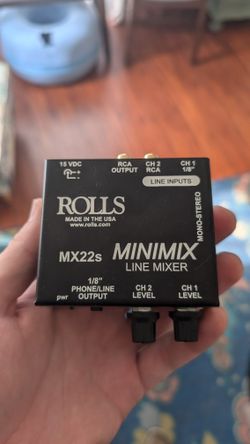 15 VDC
RCA OUTPUT
CH 2 RCA
CH 1 1/8"
LINE INPUTS
MONO-STEREO
ROLLS
MADE IN THE USA
www.rolls.com
MX22s
MINIMIX
LINE MIXER
pwr
1/8"
PHONE/LINE
OUTPUT
CH 2
LEVEL
CH 1
LEVEL